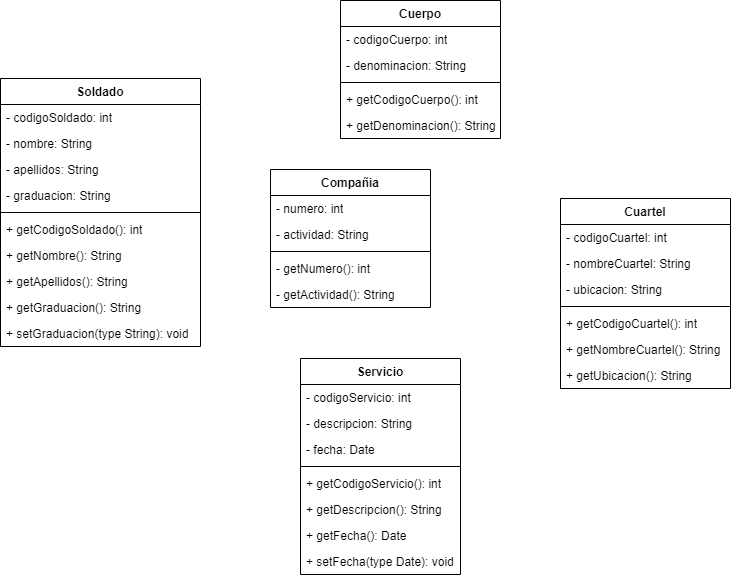 Cuerpo
- codigoCuerpo: int
- denominacion: String
+ getCodigoCuerpo(): int
+ getDenominacion(): String
Soldado
- codigoSoldado: int
- nombre: String
- apellidos: String
- graduacion: String
+ getCodigoSoldado(): int
+ getNombre(): String
+ getApellidos(): String
+ getGraduacion(): String
+ setGraduacion(type String): void
Compañia
- numero: int
- actividad: String
- getNumero(): int
- getActividad(): String
Cuartel
- codigoCuartel: int
- nombreCuartel: String
- ubicacion: String
+ getCodigoCuartel(): int
+ getNombreCuartel(): String
+ getUbicacion(): String
Servicio
- codigoServicio: int
- descripcion: String
- fecha: Date
+ getCodigoServicio(): int
+ getDescripcion(): String
+ getFecha(): Date
+ setFecha(type Date): void